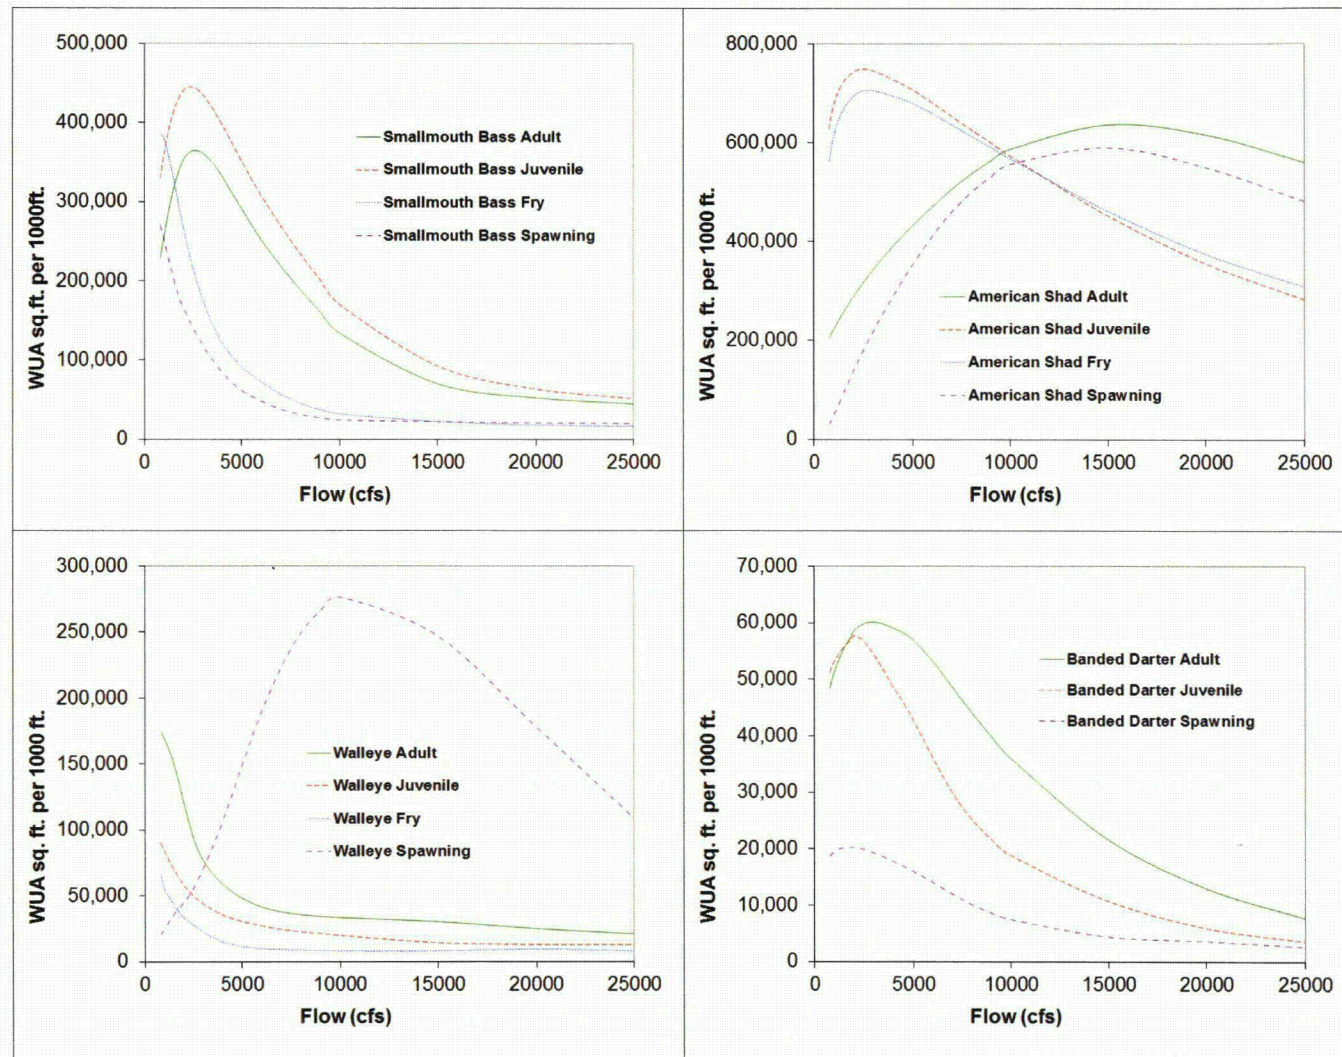 500,000
400,000
300,000
200,000
100,000
0
WUA sq.ft. per 1000ft.
Smallmouth Bass Adult
Smallmouth Bass Juvenile
Smallmouth Bass Fry
Smallmouth Bass Spawning
0 5000 10000 15000 20000 25000
Flow (cfs)
800,000
600,000
400,000
200,000
0
WUA sq. ft. per 1000 ft.
American Shad Adult
American Shad Juvenile
American Shad Fry
American Shad Spawning
0 5000 10000 15000 20000 25000
Flow (cfs)
300,000
250,000
200,000
150,000
100,000
50,000
0
WUA sq. ft. per 1000 ft.
Walleye Adult
Walleye Juvenile
Walleye Fry
Walleye Spawning
0 5000 10000 15000 20000 25000
Flow (cfs)
70,000
60,000
50,000
40,000
30,000
20,000
10,000
0
WUA sq. ft. per 1000 ft.
Banded Darter Adult
Banded Darter Juvenile
Banded Darter Spawning
0 5000 10000 15000 20000 25000
Flow (cfs)